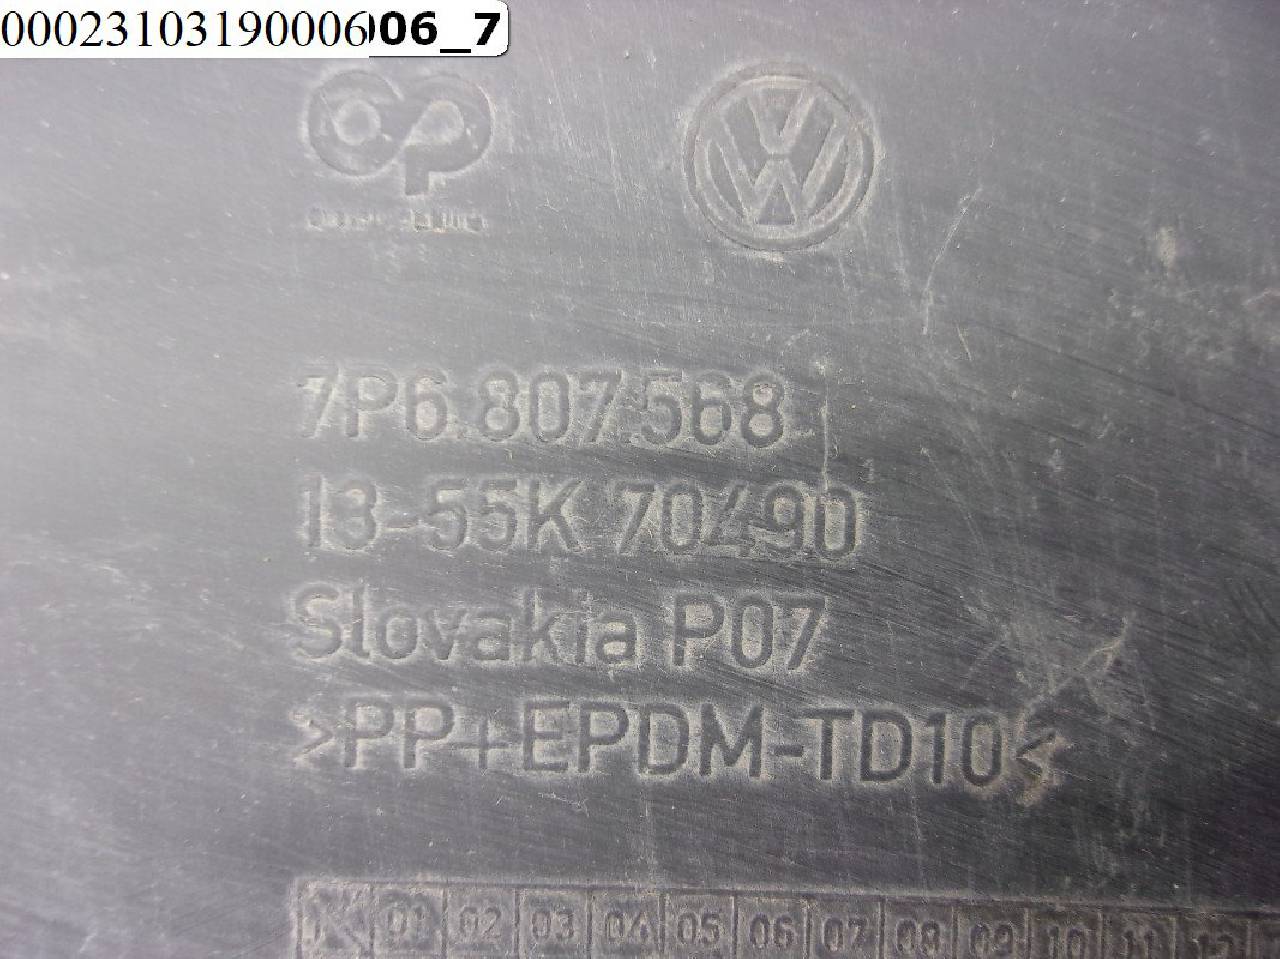 00023103190006
06_7
7P6.807.568
13-55K 70490
Slovakia P07
>PP+EPDM-TD10<
01 02 03 04 05 06 07 08 09 10 11 12